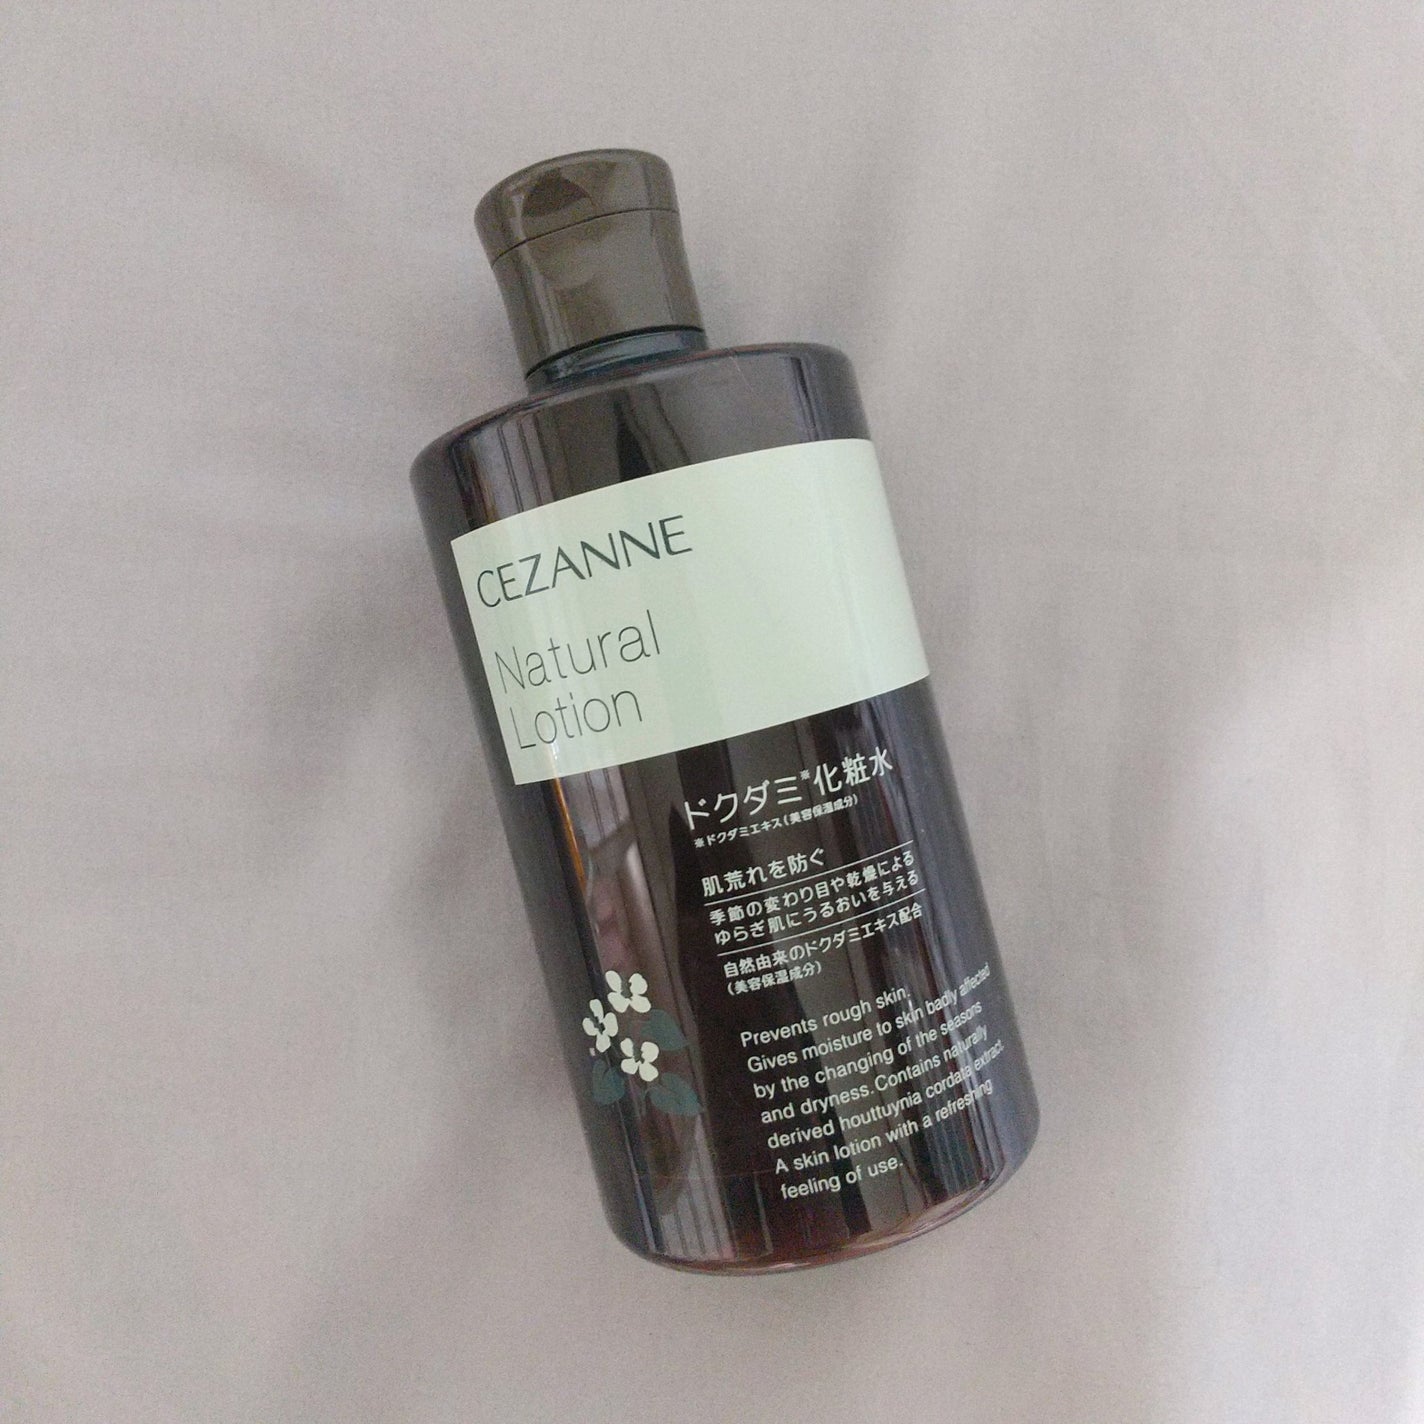 CEZANNE
Natural
Lotion
ドクダミ※化粧水
※ドクダミエキス(美容保湿成分)
肌荒れを防ぐ
季節の変わり目や乾燥による
ゆらぎ肌にうるおいを与える
自然由来のドクダミエキス配合
(美容保湿成分)
Prevents rough skin.
Gives moisture to skin badly affected
by the changing of the seasons
and dryness.Contains naturally
derived houttuynia cordata extract.
A skin lotion with a refreshing
feeling of use.